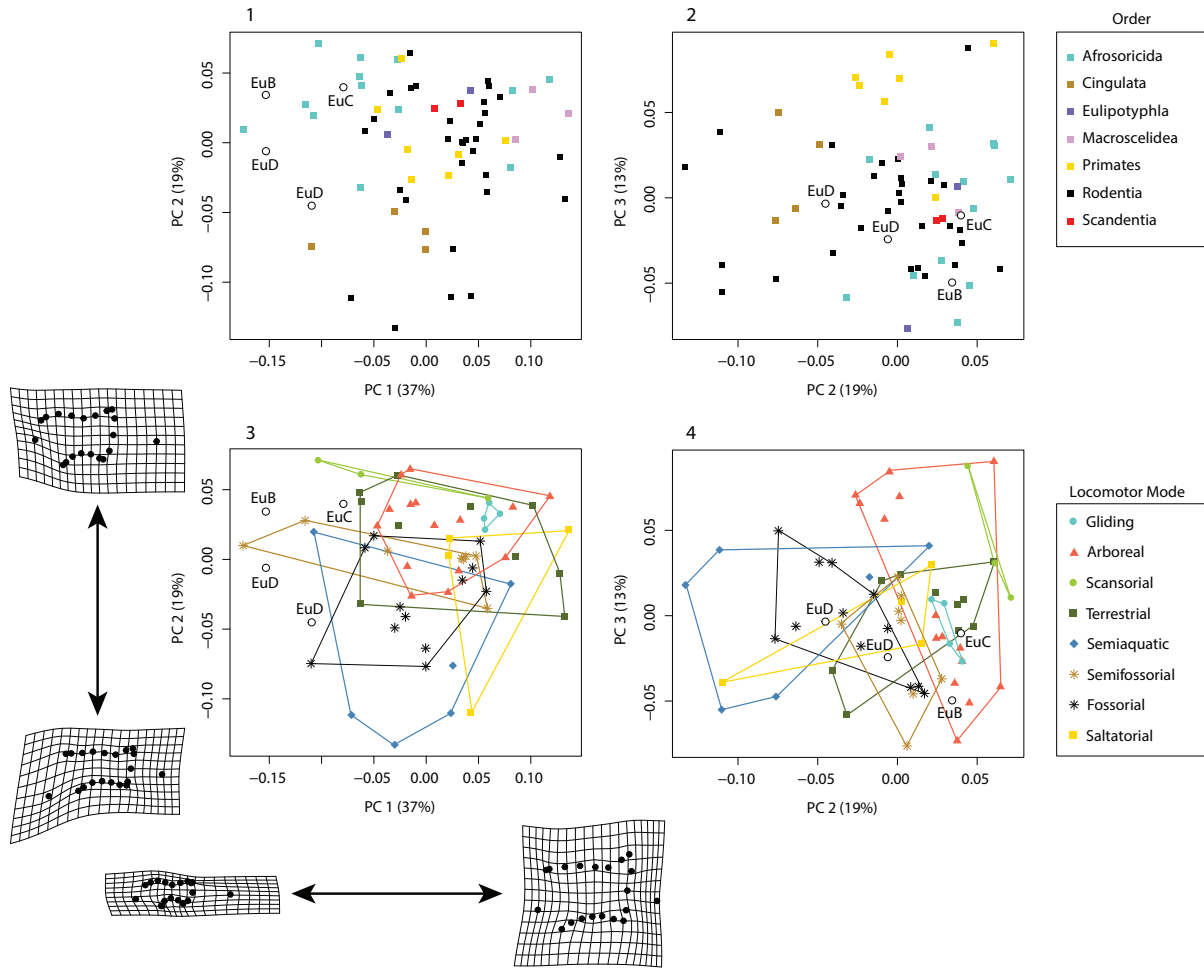 1
0.05
0.00
−0.05
−0.10
PC 2 (19%)
EuB
EuC
EuD
EuD
−0.15
−0.05
0.00
0.05
0.10
PC 1 (37%)
2
0.05
0.00
−0.05
PC 3 (13%)
EuD
EuD
EuC
EuB
−0.10
−0.05
0.00
0.05
PC 2 (19%)
Order
Afrosoricida
Cingulata
Eulipotyphla
Macroscelidea
Primates
Rodentia
Scandentia
3
0.05
0.00
−0.05
−0.10
PC 2 (19%)
EuB
EuC
EuD
EuD
−0.15
−0.05
0.00
0.05
0.10
PC 1 (37%)
4
0.05
0.00
−0.05
PC 3 (13%)
EuD
EuD
EuC
EuB
−0.10
−0.05
0.00
0.05
PC 2 (19%)
Locomotor Mode
Gliding
Arboreal
Scansorial
Terrestrial
Semiaquatic
Semifossorial
Fossorial
Saltatorial